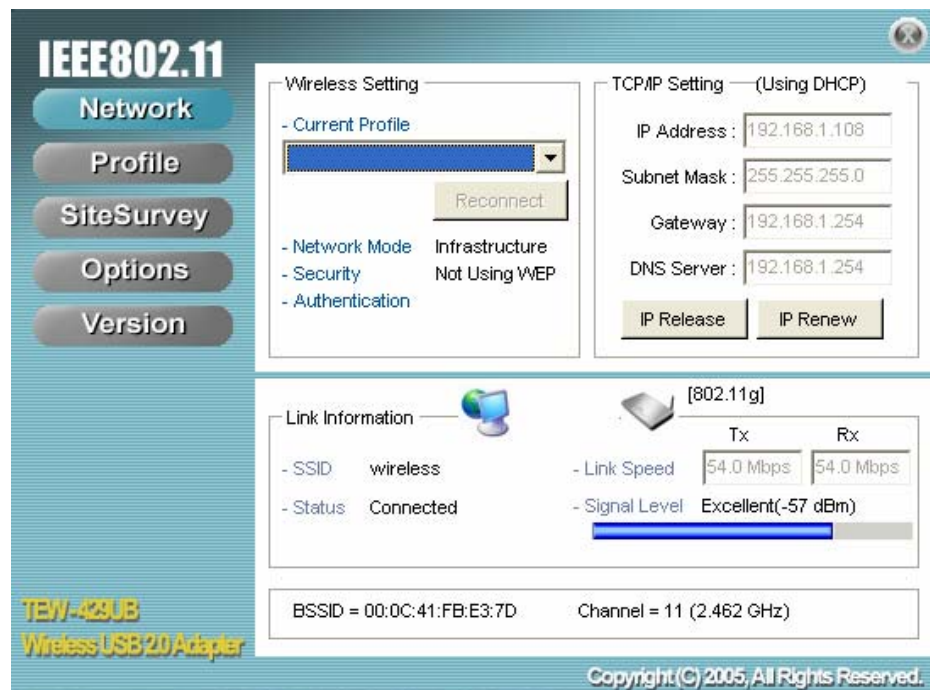 IEEE802.11
Network
Profile
SiteSurvey
Options
Version
Wireless Setting
- Current Profile
Reconnect
- Network Mode Infrastructure
- Security Not Using WEP
- Authentication
TCP/IP Setting (Using DHCP)
IP Address : 192.168.1.108
Subnet Mask : 255.255.255.0
Gateway : 192.168.1.254
DNS Server : 192.168.1.254
IP Release IP Renew
Link Information
[802.11g]
Tx Rx
- SSID wireless
- Link Speed 54.0 Mbps 54.0 Mbps
- Status Connected
- Signal Level Excellent(-57 dBm)
BSSID = 00:0C:41:FB:E3:7D Channel = 11 (2.462 GHz)
TEW-429UB
Wireless USB 2.0 Adapter
Copyright (C) 2005, All Rights Reserved.